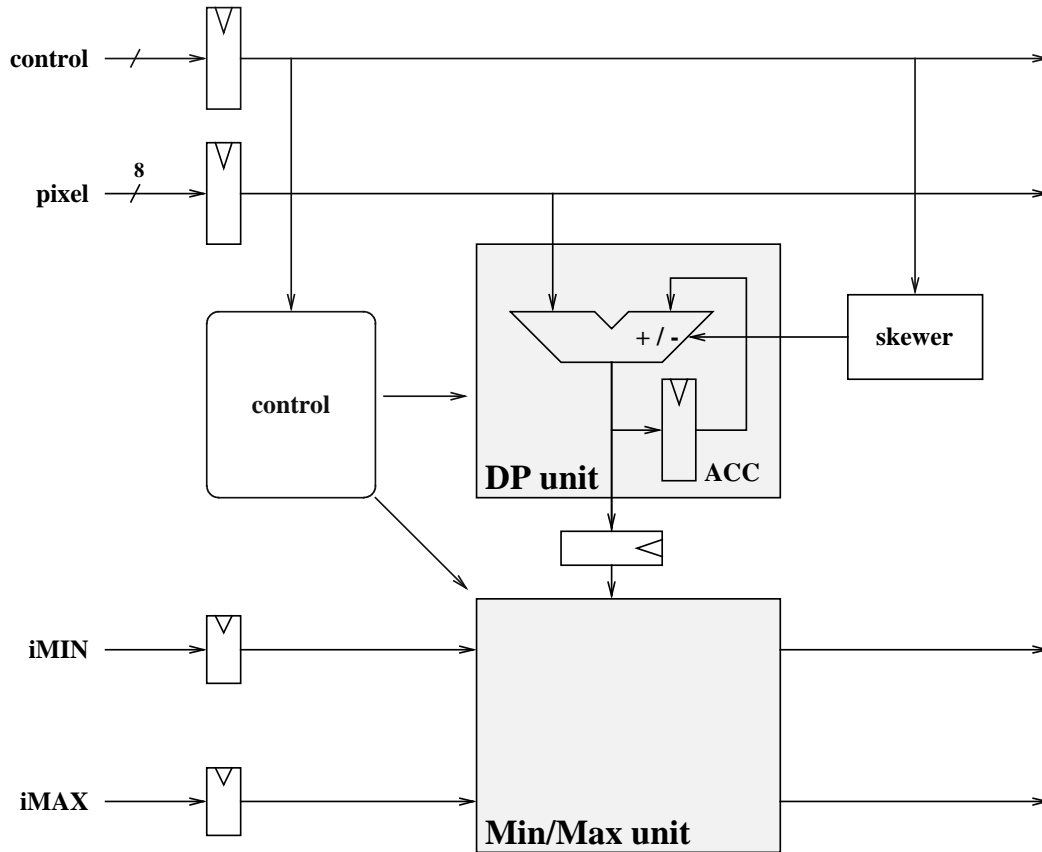 control
8
pixel
+ / -
skewer
control
DP unit
ACC
iMIN
iMAX
Min/Max unit